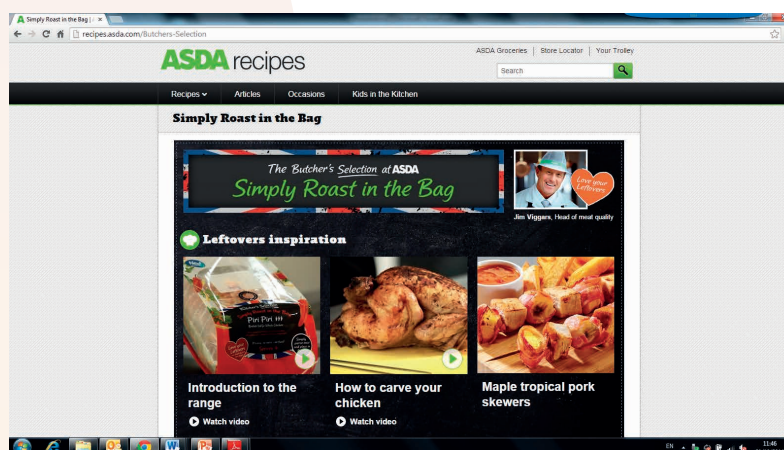 Simply Roast in the Bag |
recipes.asda.com/Butchers-Selection
ASDA recipes
ASDA Groceries | Store Locator | Your Trolley
Search
Recipes Articles Occasions Kids in the Kitchen
Simply Roast in the Bag
The Butcher's Selection at ASDA
Simply Roast in the Bag
Love your
Leftovers
Jim Viggars, Head of meat quality
Leftovers inspiration
Piri Piri
Introduction to the
range
Watch video
How to carve your
chicken
Watch video
Maple tropical pork
skewers
EN
11:46